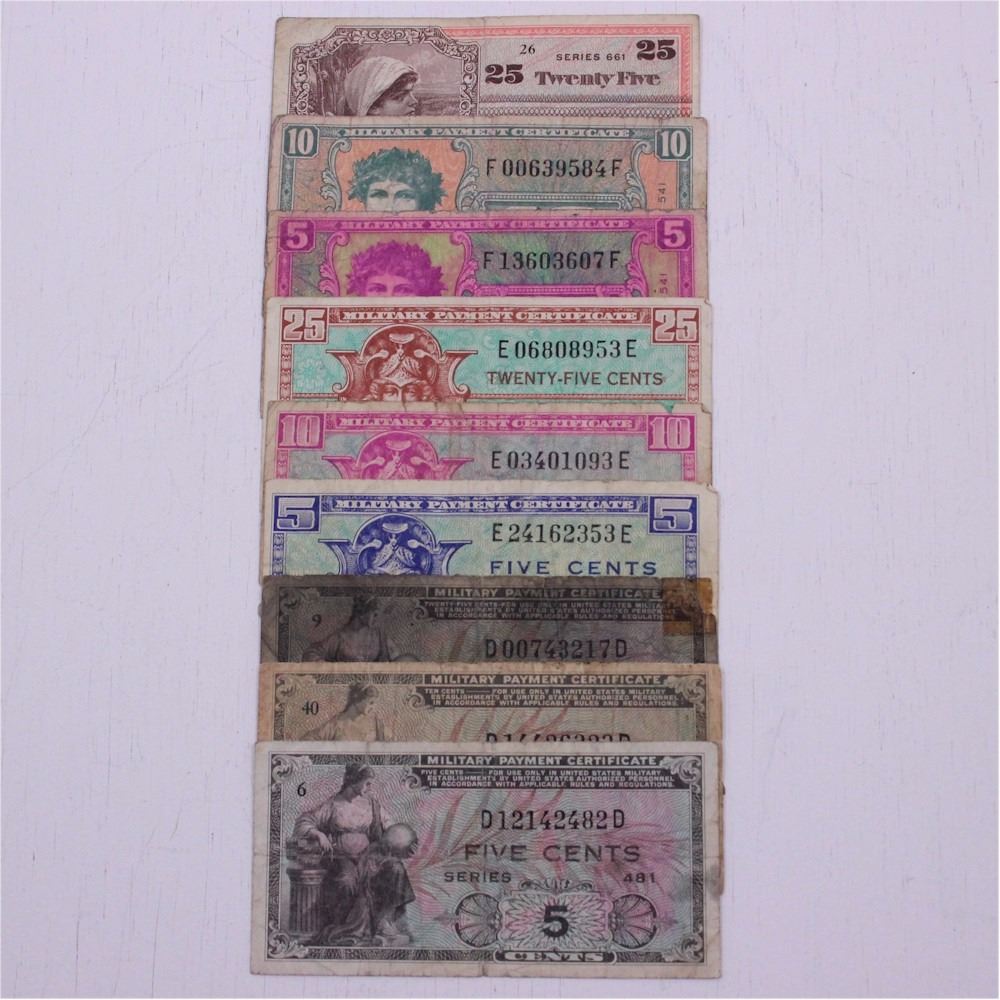 26 SERIES 661 25
25 Twenty Five
10 MILITARY PAYMENT CERTIFICATE 10
F00639584F
541
5 MILITARY PAYMENT CERTIFICATE 5
F13603607F
541
25 MILITARY PAYMENT CERTIFICATE 25
E06808953E
TWENTY-FIVE CENTS
10 MILITARY PAYMENT CERTIFICATE 10
E03401093E
5 MILITARY PAYMENT CERTIFICATE 5
E24162353E
FIVE CENTS
MILITARY PAYMENT CERTIFICATE
TWENTY-FIVE CENTS-FOR USE ONLY IN UNITED STATES
ESTABLISHMENTS BY UNITED STATES AUTHORIZED
IN ACCORDANCE WITH APPLICABLE RULES AND REGULATIONS
9
D00743217D
MILITARY PAYMENT CERTIFICATE
TEN CENTS — FOR USE ONLY IN UNITED STATES MILITARY
ESTABLISHMENTS BY UNITED STATES AUTHORIZED PERSONNEL
IN ACCORDANCE WITH APPLICABLE RULES AND REGULATIONS.
40
MILITARY PAYMENT CERTIFICATE
FIVE CENTS — FOR USE ONLY IN UNITED STATES MILITARY
ESTABLISHMENTS BY UNITED STATES AUTHORIZED PERSONNEL
IN ACCORDANCE WITH APPLICABLE RULES AND REGULATIONS.
6
D12142482D
FIVE CENTS
SERIES 481
5
CENTS